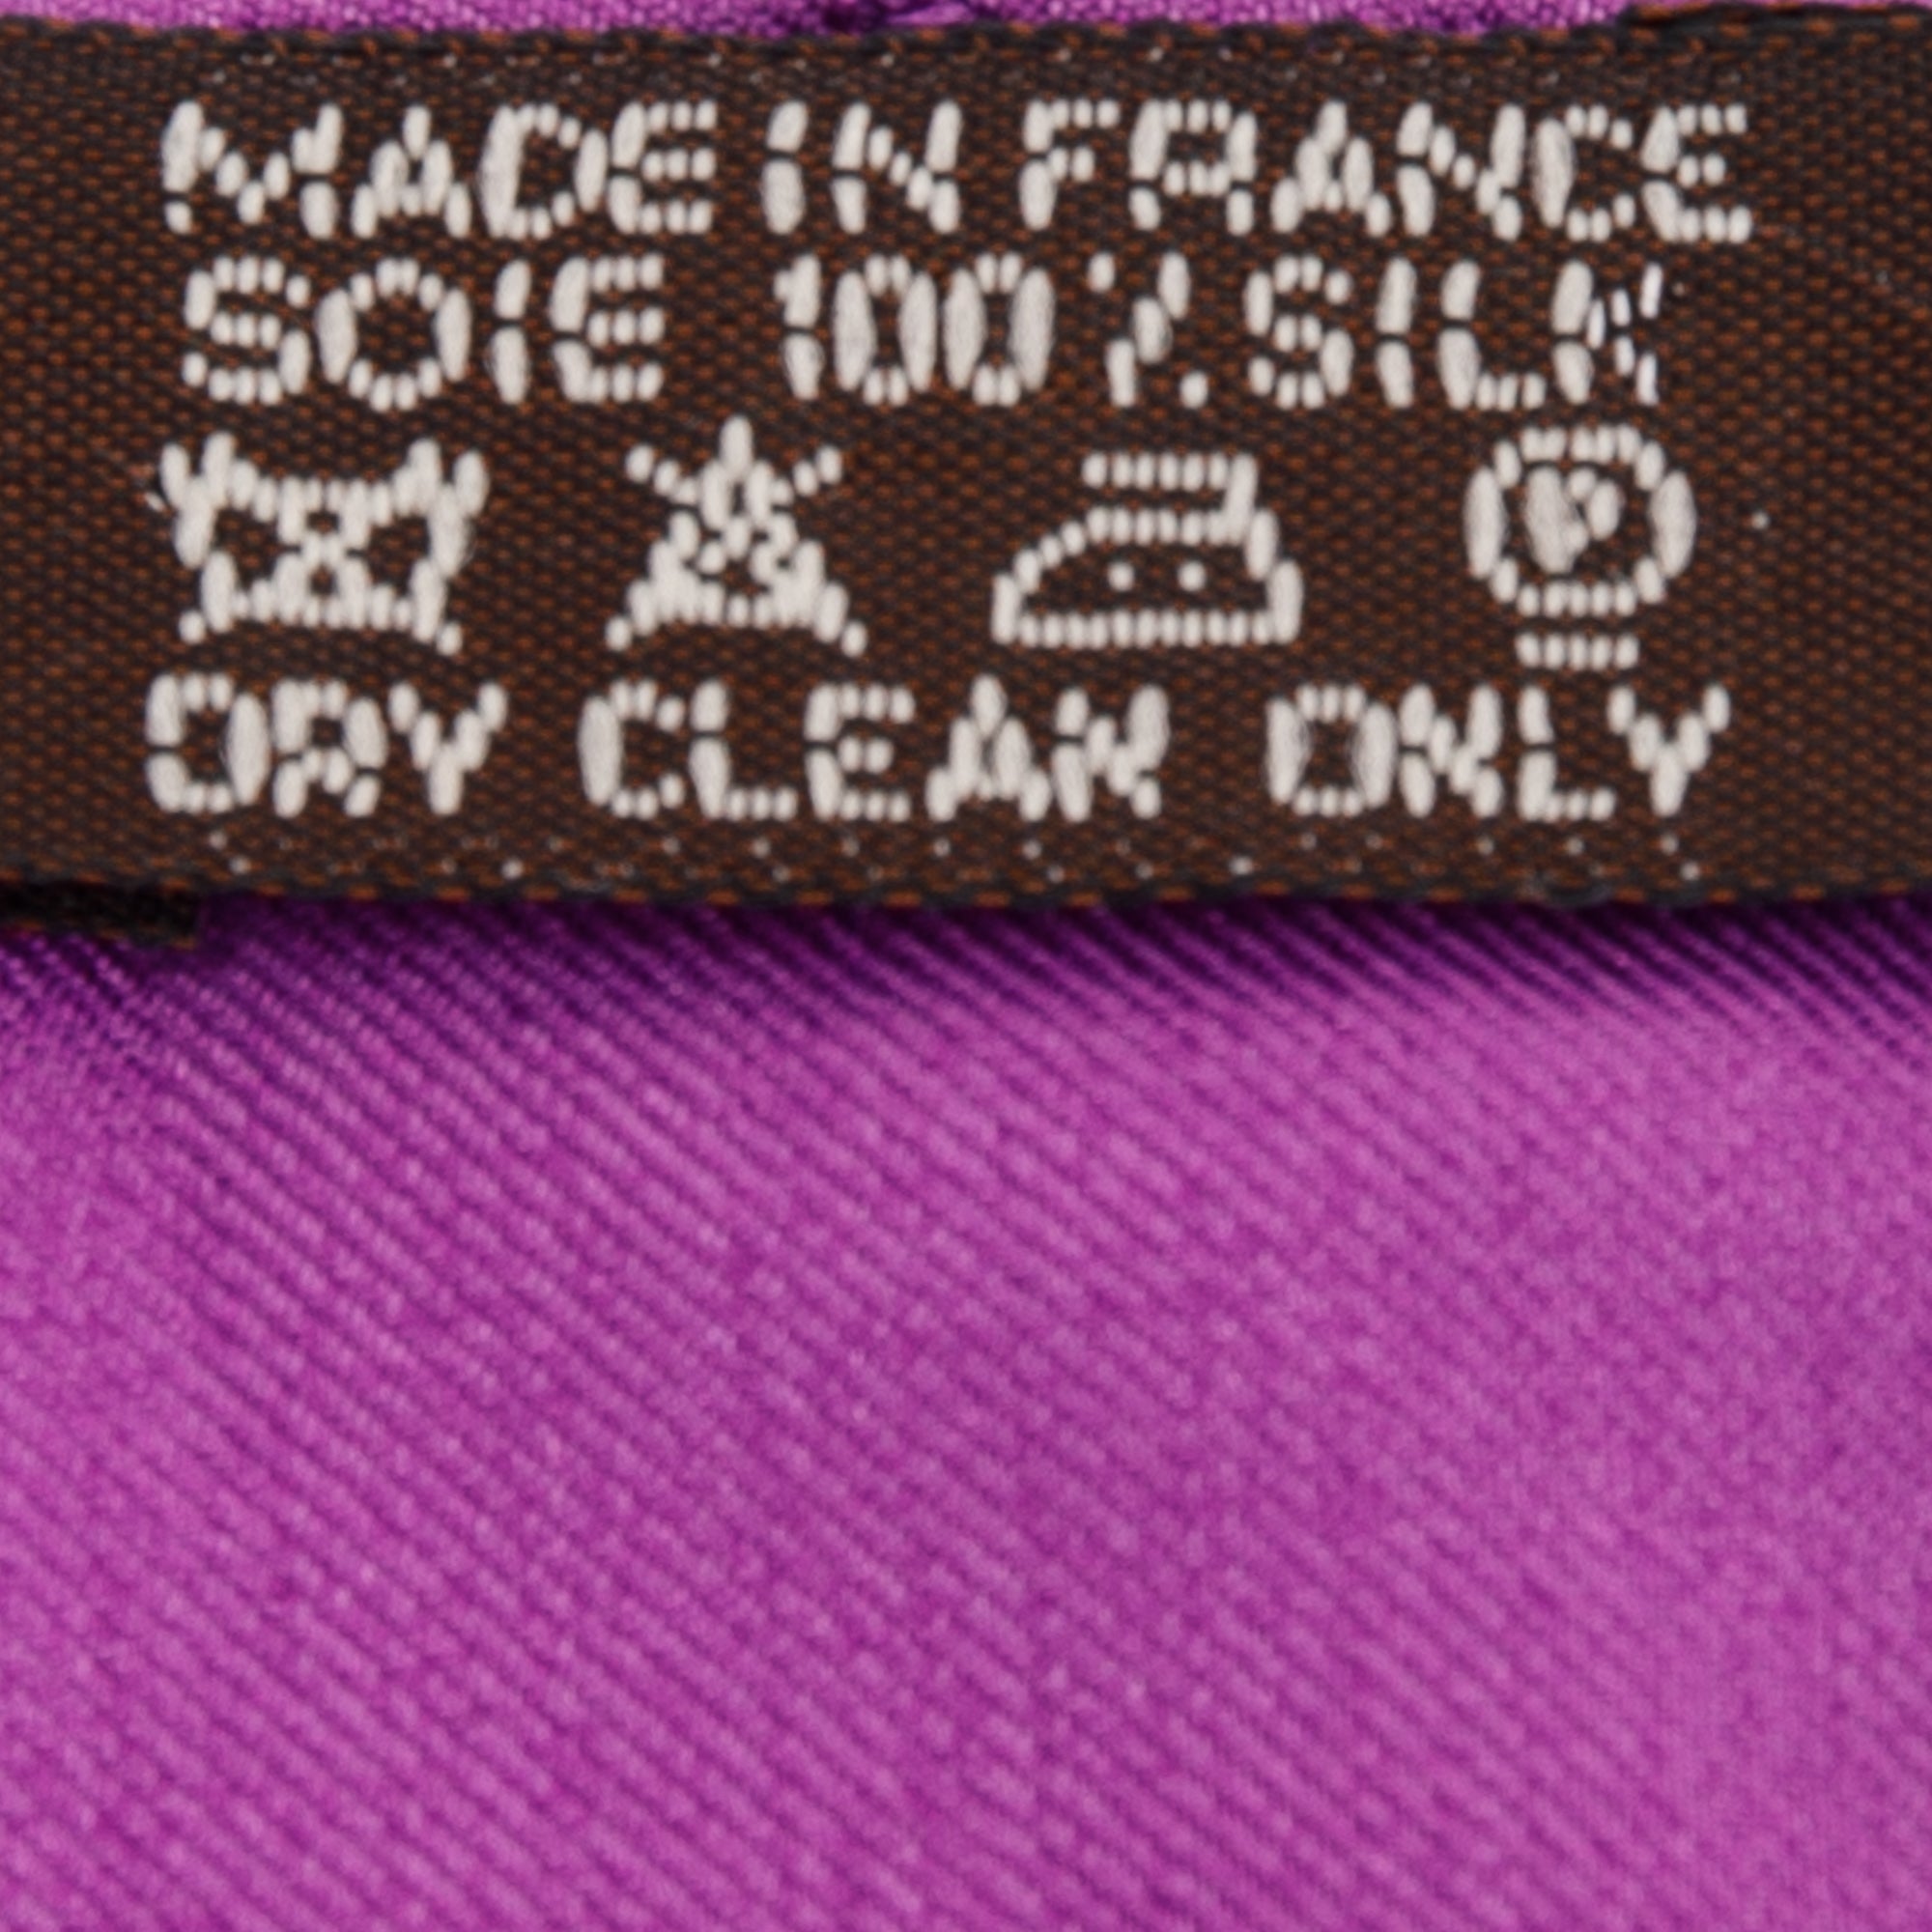 MADE IN FRANCE
SOIE 100% SILK
P
DRY CLEAN ONLY